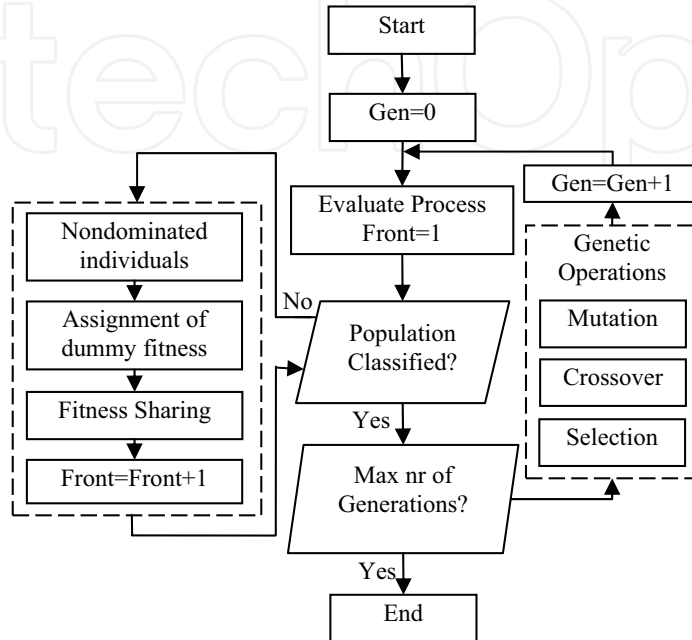 techOp
Start
Gen=0
Evaluate Process
Front=1
Gen=Gen+1
Nondominated
individuals
Assignment of
dummy fitness
Fitness Sharing
Front=Front+1
No
Population
Classified?
Yes
Max nr of
Generations?
Yes
End
Genetic
Operations
Mutation
Crossover
Selection